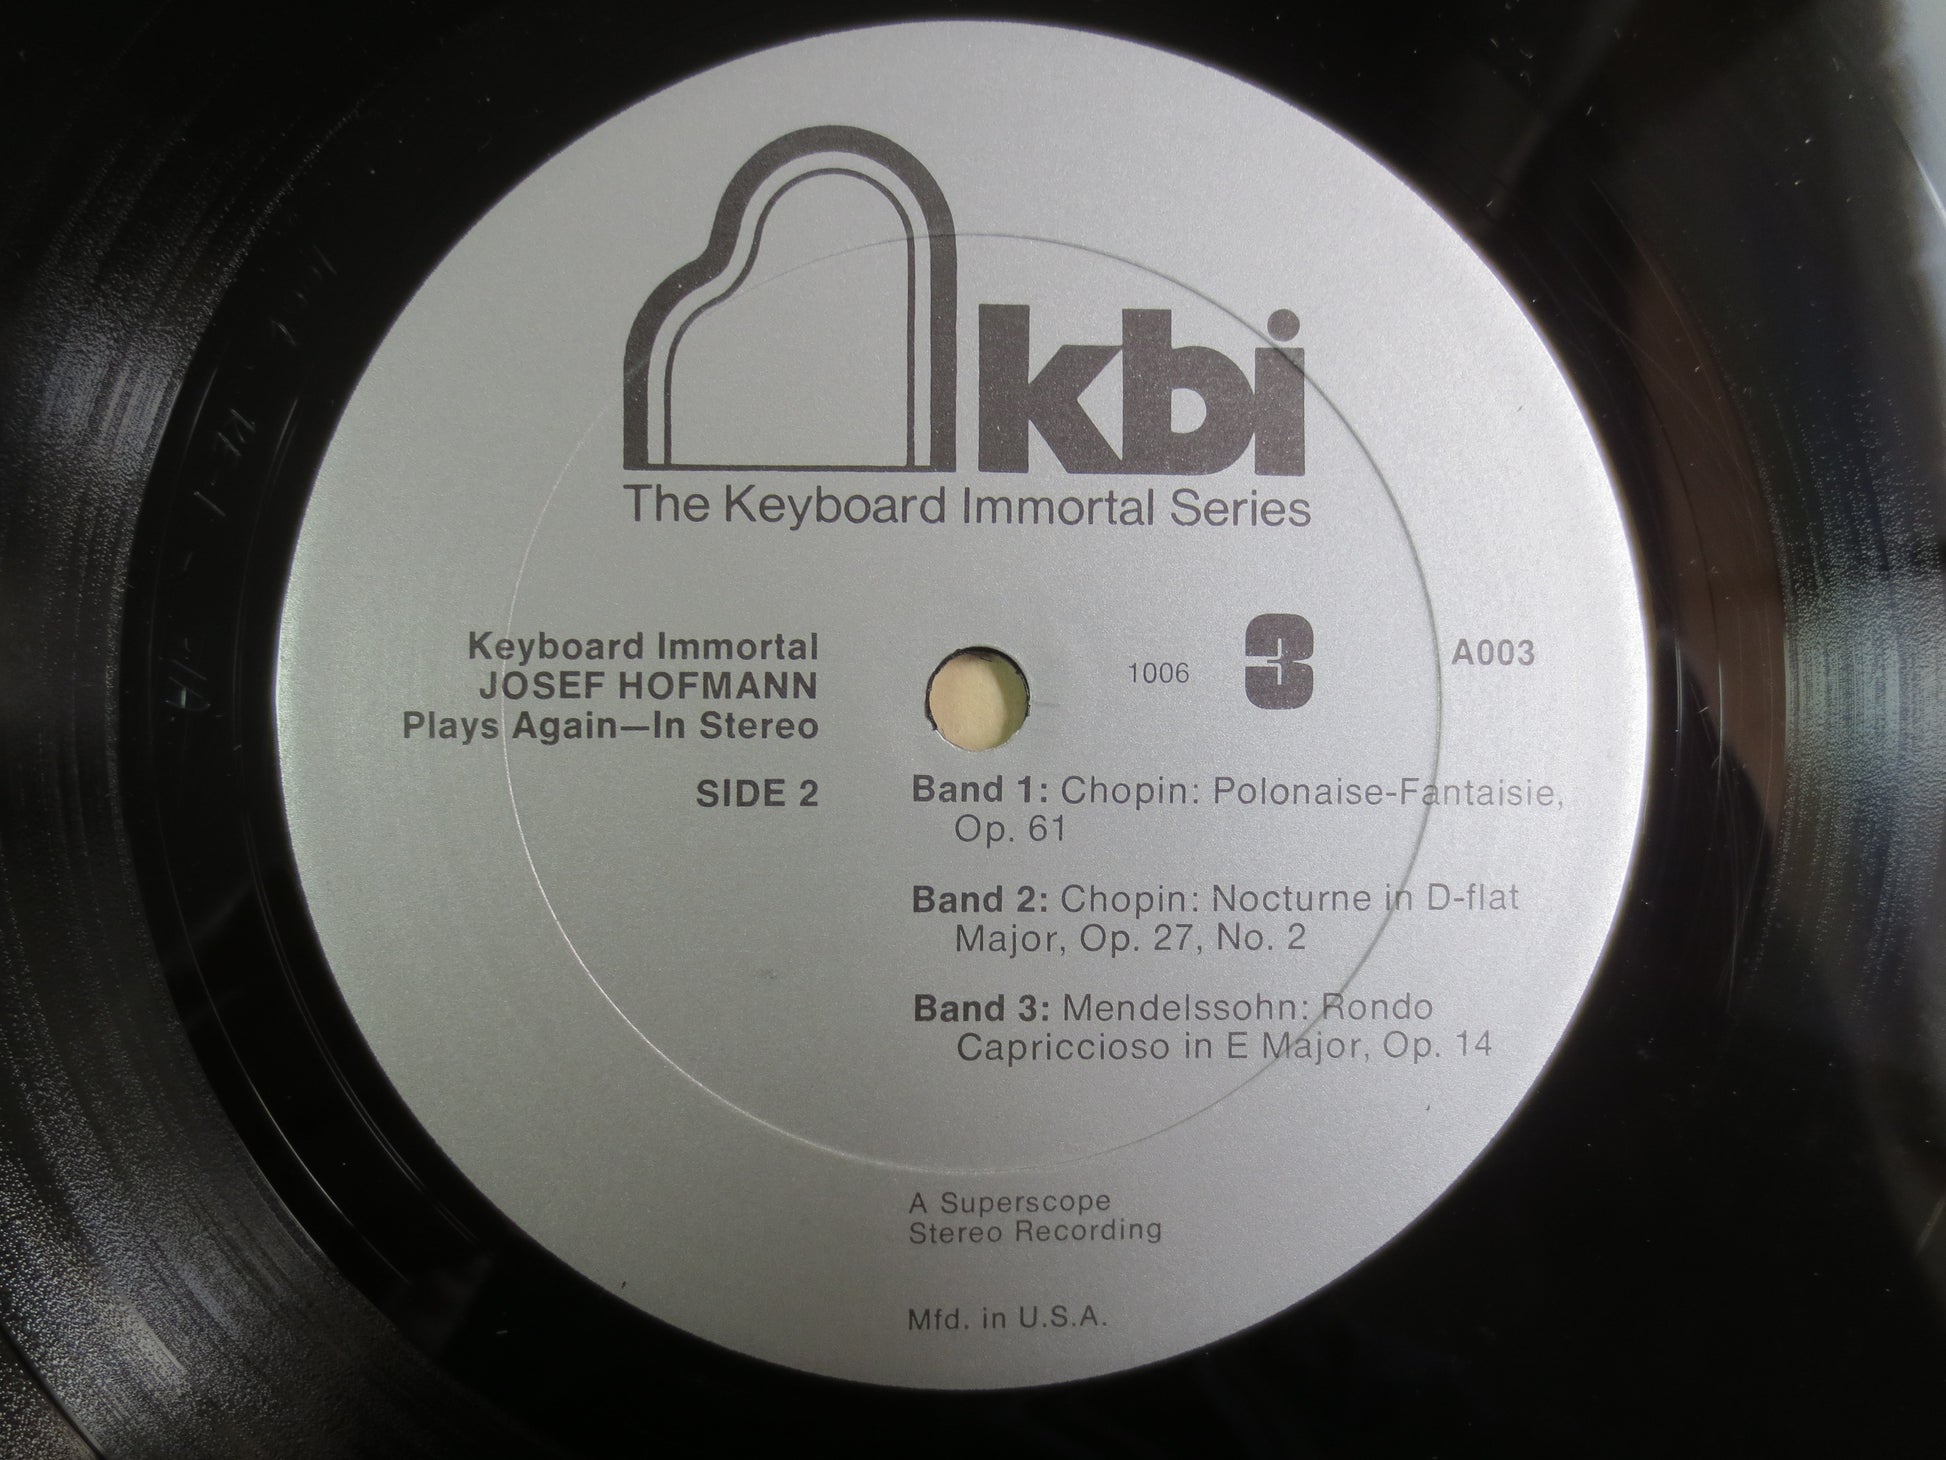 kbi
The Keyboard Immortal Series
Keyboard Immortal
JOSEF HOFMANN
Plays Again—In Stereo
SIDE 2
1006
3
A003
Band 1: Chopin: Polonaise-Fantaisie,
Op. 61
Band 2: Chopin: Nocturne in D-flat
Major, Op. 27, No. 2
Band 3: Mendelssohn: Rondo
Capriccioso in E Major, Op. 14
A Superscope
Stereo Recording
Mfd. in U.S.A.